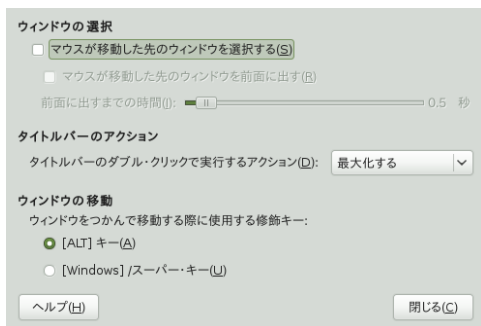 ウィンドウの選択
マウスが移動した先のウィンドウを選択する(S)
マウスが移動した先のウィンドウを前面に出す(R)
前面に出すまでの時間(I): 0.5 秒
タイトルバーのアクション
タイトルバーのダブル・クリックで実行するアクション(D): 最大化する
ウィンドウの移動
ウィンドウをつかんで移動する際に使用する修飾キー:
[ALT] キー(A)
[Windows] /スーパー・キー(U)
ヘルプ(H) 閉じる(C)